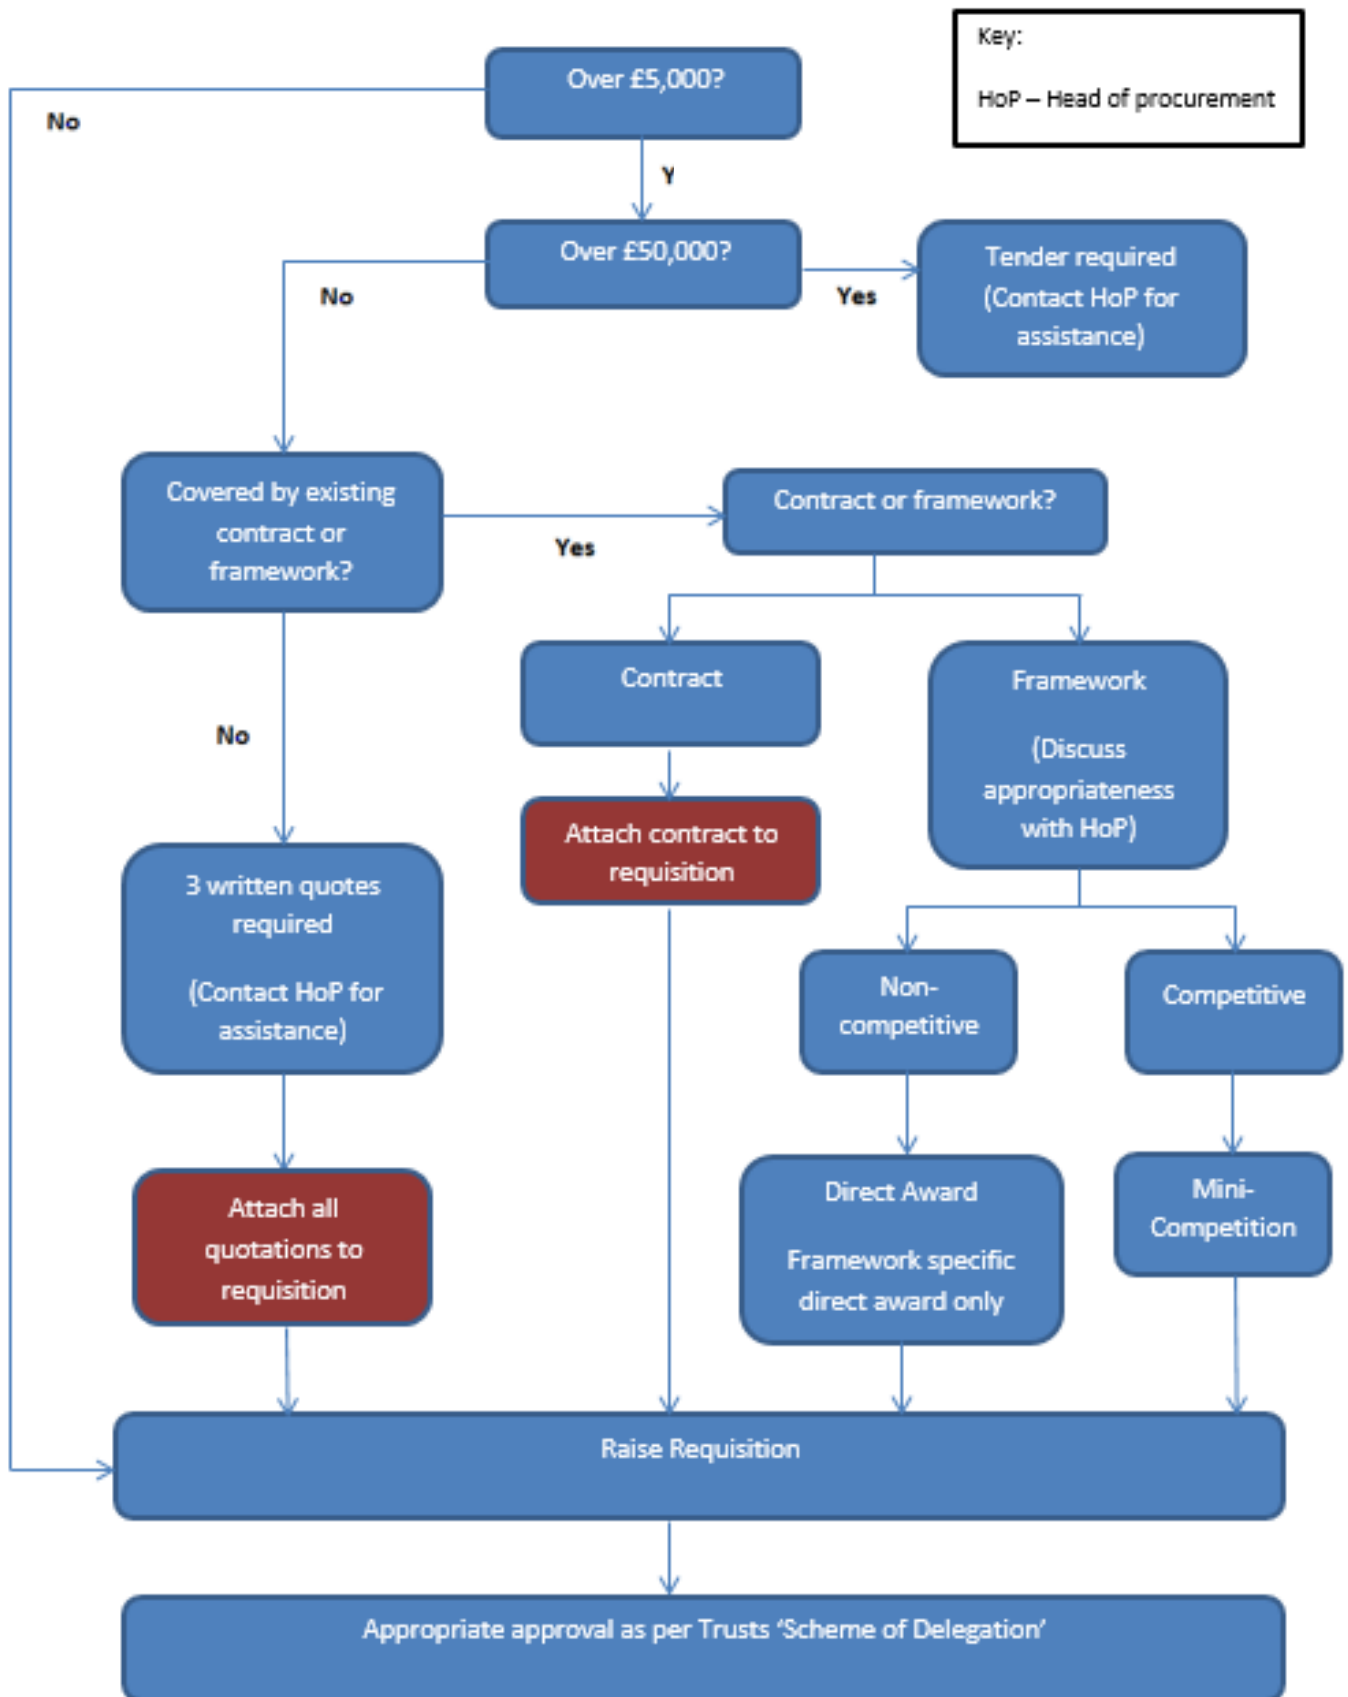 Key:
HoP – Head of procurement
Over £5,000?
No
Y
Over £50,000?
No
Yes
Tender required
(Contact HoP for
assistance)
Covered by existing
contract or
framework?
Yes
Contract or framework?
No
Contract
Framework
(Discuss
appropriateness
with HoP)
Attach contract to
requisition
3 written quotes
required
(Contact HoP for
assistance)
Non-
competitive
Competitive
Attach all
quotations to
requisition
Direct Award
Framework specific
direct award only
Mini-
Competition
Raise Requisition
Appropriate approval as per Trusts ‘Scheme of Delegation’